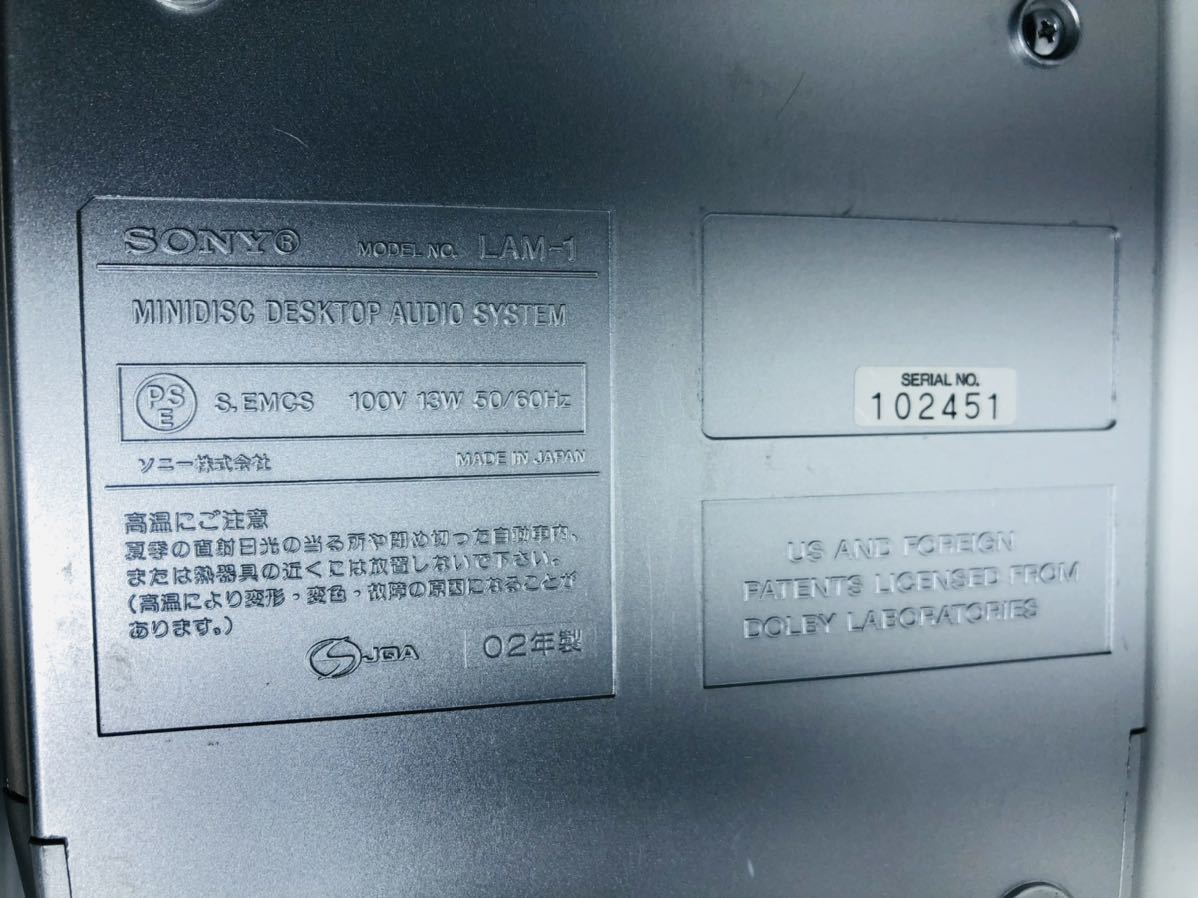 SONY® MODEL NO. LAM-1
MINIDISC DESKTOP AUDIO SYSTEM
PS
E
S.EMCS 100V 13W 50/60Hz
ソニー株式会社 MADE IN JAPAN
高温にご注意
夏季の直射日光の当る所や閉め切った自動車内、
または熱器具の近くには放置しないで下さい。
(高温により変形・変色・故障の原因になることが
あります。)
JQA 02年製
SERIAL NO.
102451
US AND FOREIGN
PATENTS LICENSED FROM
DOLBY LABORATORIES